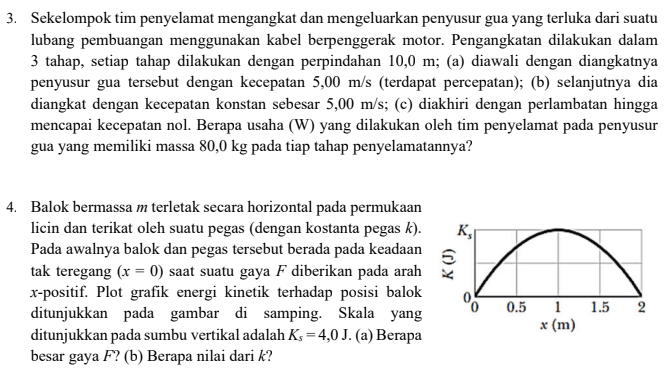 3. Sekelompok tim penyelamat mengangkat dan mengeluarkan penyusur gua yang terluka dari suatu
lubang pembuangan menggunakan kabel berpenggerak motor. Pengangkatan dilakukan dalam
3 tahap, setiap tahap dilakukan dengan perpindahan 10,0 m; (a) diawali dengan diangkatnya
penyusur gua tersebut dengan kecepatan 5,00 m/s (terdapat percepatan); (b) selanjutnya dia
diangkat dengan kecepatan konstan sebesar 5,00 m/s; (c) diakhiri dengan perlambatan hingga
mencapai kecepatan nol. Berapa usaha (W) yang dilakukan oleh tim penyelamat pada penyusur
gua yang memiliki massa 80,0 kg pada tiap tahap penyelamatannya?
4. Balok bermassa m terletak secara horizontal pada permukaan
licin dan terikat oleh suatu pegas (dengan kostanta pegas k).
Pada awalnya balok dan pegas tersebut berada pada keadaan
tak teregang (x = 0) saat suatu gaya F diberikan pada arah
x-positif. Plot grafik energi kinetik terhadap posisi balok
ditunjukkan pada gambar di samping. Skala yang
ditunjukkan pada sumbu vertikal adalah Ks = 4,0 J. (a) Berapa
besar gaya F? (b) Berapa nilai dari k?
Ks
K (J)
0
0 0.5 1 1.5 2
x (m)